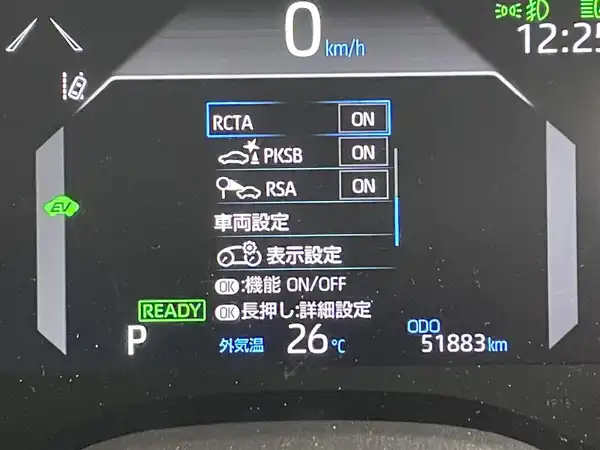 0 km/h
12:25
RCTA ON
PKSB ON
RSA ON
車両設定
表示設定
OK:機能 ON/OFF
OK長押し:詳細設定
EV
READY
P
外気温 26℃
ODO
51883km